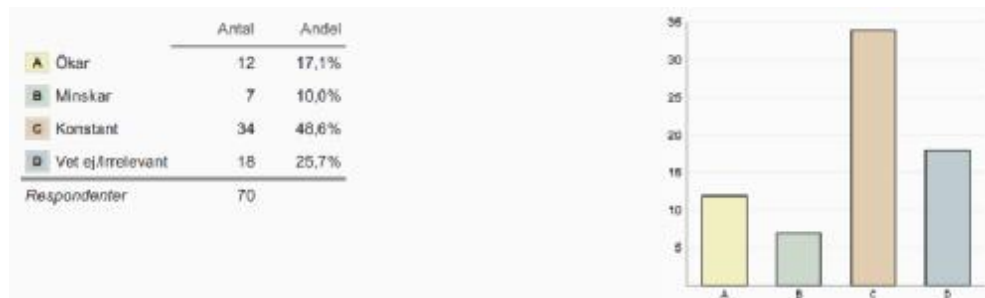 Antal Andel
A Ökar 12 17,1%
B Minskar 7 10,0%
C Konstant 34 48,6%
D Vet ej/Irrelevant 18 25,7%
Respondenter 70
35
30
25
20
15
10
5
A B C D